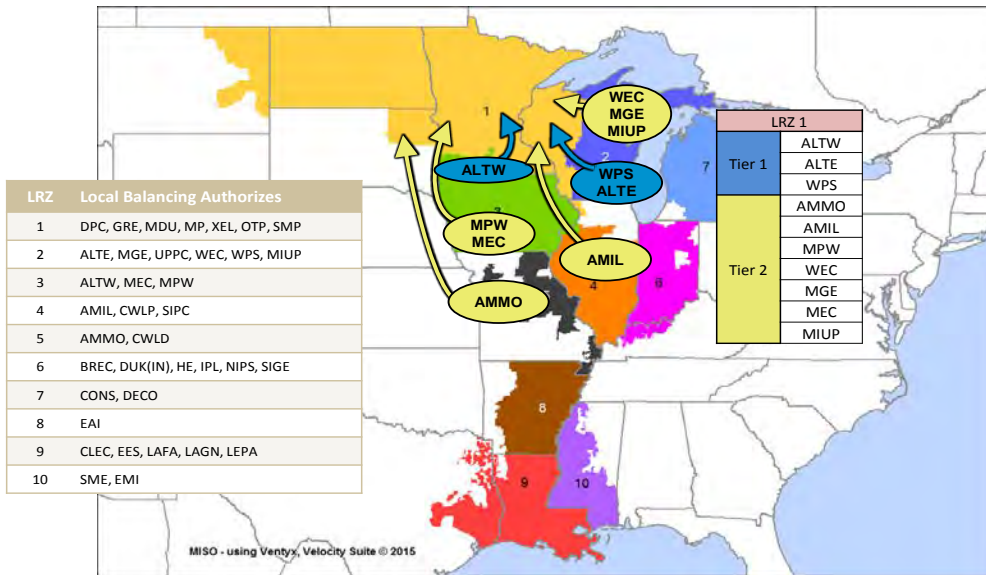 LRZ Local Balancing Authorizes
1 DPC, GRE, MDU, MP, XEL, OTP, SMP
2 ALTE, MGE, UPPC, WEC, WPS, MIUP
3 ALTW, MEC, MPW
4 AMIL, CWLP, SIPC
5 AMMO, CWLD
6 BREC, DUK(IN), HE, IPL, NIPS, SIGE
7 CONS, DECO
8 EAI
9 CLEC, EES, LAFA, LAGN, LEPA
10 SME, EMI
1
WEC
MGE
MIUP
2
ALTW
WPS
ALTE
7
3
MPW
MEC
AMIL
4
6
AMMO
8
9
10
LRZ 1
Tier 1
ALTW
ALTE
WPS
Tier 2
AMMO
AMIL
MPW
WEC
MGE
MEC
MIUP
MISO - using Ventyx, Velocity Suite © 2015